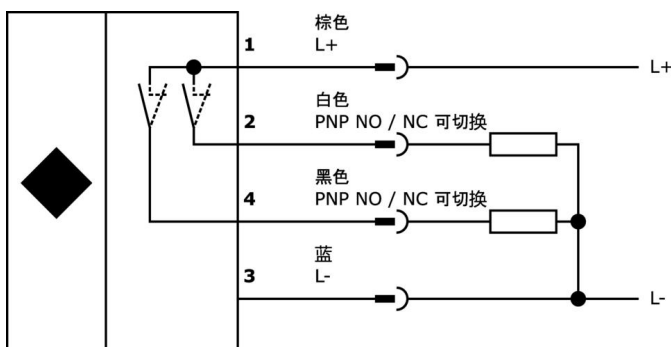 棕色
1 L+
L+
白色
2 PNP NO / NC 可切换
黑色
4 PNP NO / NC 可切换
蓝
3 L-
L-